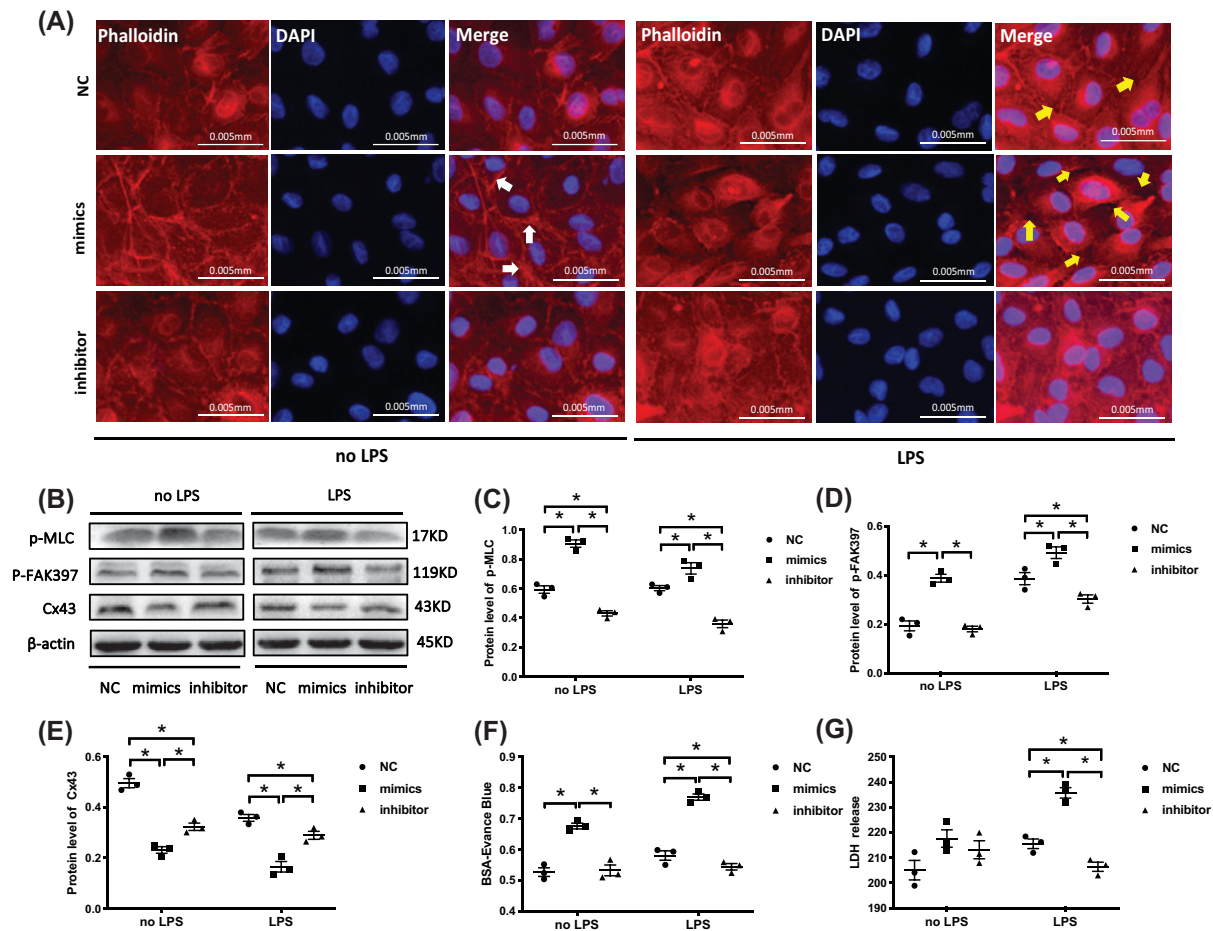 (A)
Phalloidin DAPI Merge Phalloidin DAPI Merge
NC
0.005mm 0.005mm 0.005mm 0.005mm 0.005mm 0.005mm
mimics
0.005mm 0.005mm 0.005mm 0.005mm 0.005mm 0.005mm
inhibitor
0.005mm 0.005mm 0.005mm 0.005mm 0.005mm 0.005mm
no LPS LPS
(B)
no LPS LPS
p-MLC 17KD
P-FAK397 119KD
Cx43 43KD
β-actin 45KD
NC mimics inhibitor NC mimics inhibitor
(C)
Protein level of p-MLC
1.0
0.8
0.6
0.4
0.2
0.0
* * * * * *
no LPS LPS
NC
mimics
inhibitor
(D)
Protein level of p-FAK397
0.6
0.4
0.2
0.0
* * * * *
no LPS LPS
NC
mimics
inhibitor
(E)
Protein level of Cx43
0.6
0.4
0.2
0.0
* * * * * *
no LPS LPS
NC
mimics
inhibitor
(F)
BSA-Evance Blue
0.9
0.8
0.7
0.6
0.5
0.4
* * * * *
no LPS LPS
NC
mimics
inhibitor
(G)
LDH release
250
240
230
220
210
200
190
* * *
no LPS LPS
NC
mimics
inhibitor